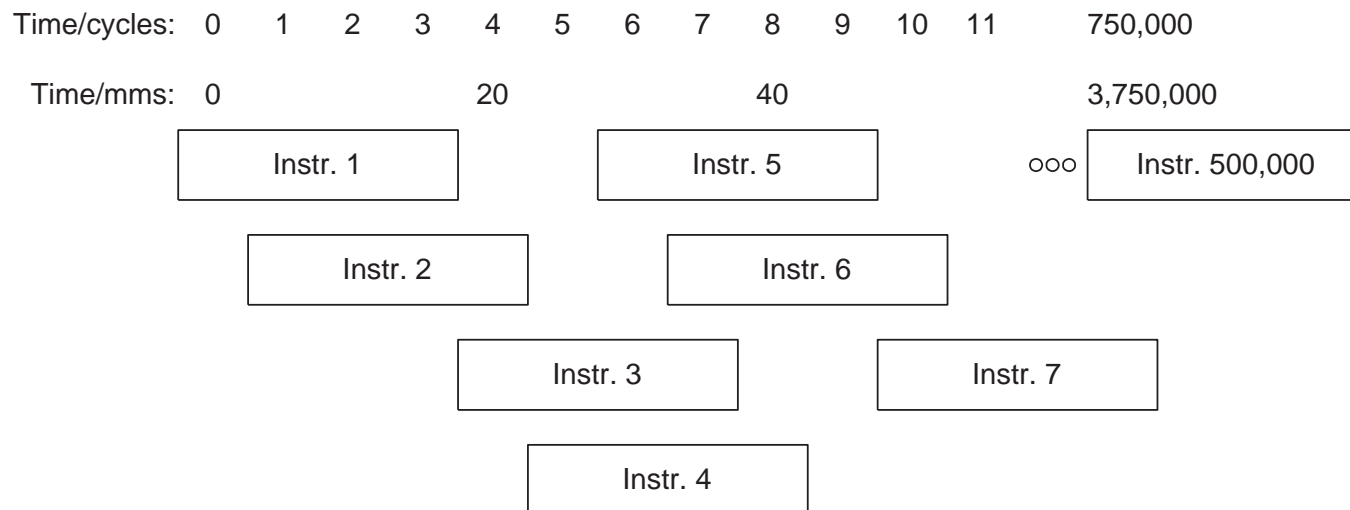 Time/cycles: 0 1 2 3 4 5 6 7 8 9 10 11 750,000
Time/mms: 0 20 40 3,750,000
Instr. 1 Instr. 5 Instr. 500,000
Instr. 2 Instr. 6
Instr. 3 Instr. 7
Instr. 4